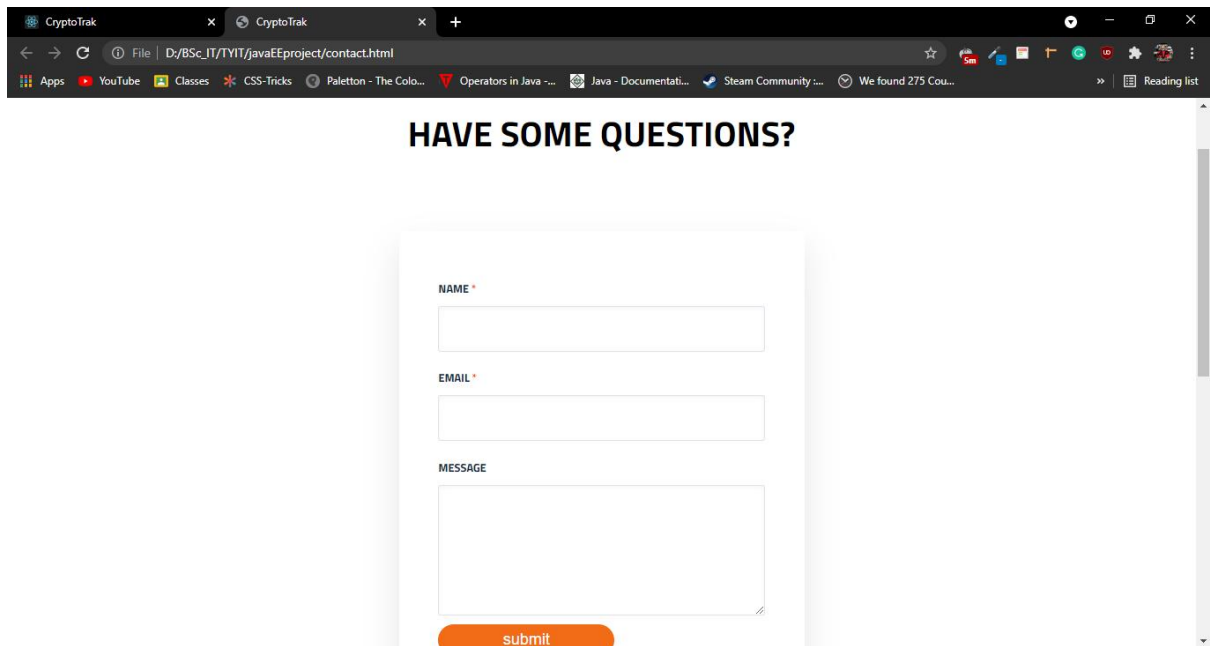 CryptoTrak CryptoTrak
File D:/BSc_IT/TYIT/javaEEproject/contact.html
Apps YouTube Classes CSS-Tricks Paletton - The Colo... Operators in Java -... Java - Documentati... Steam Community :... We found 275 Cou... » Reading list
HAVE SOME QUESTIONS?
NAME *
EMAIL *
MESSAGE
submit